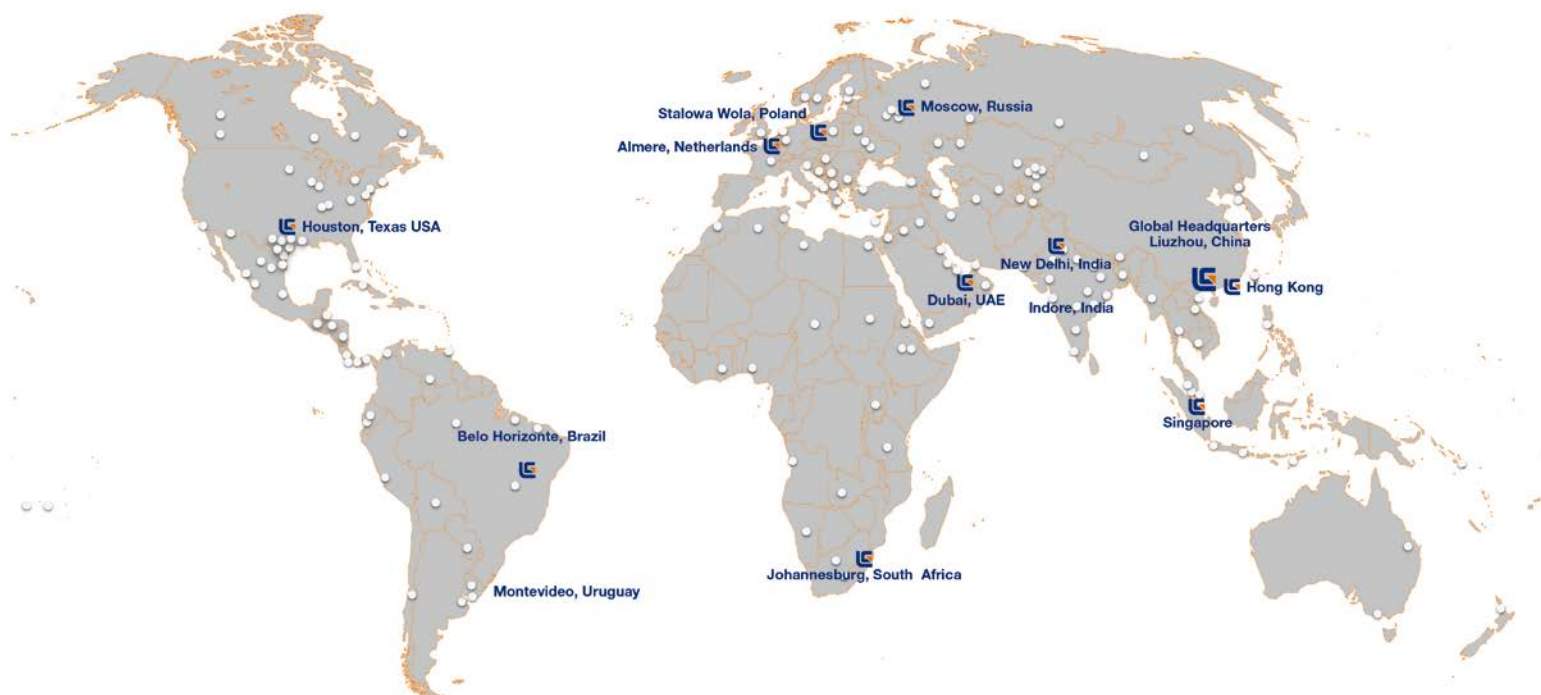 Stalowa Wola, Poland
Moscow, Russia
Almere, Netherlands
Houston, Texas USA
Global Headquarters
Liuzhou, China
New Delhi, India
Hong Kong
Dubai, UAE
Indore, India
Singapore
Belo Horizonte, Brazil
Johannesburg, South Africa
Montevideo, Uruguay